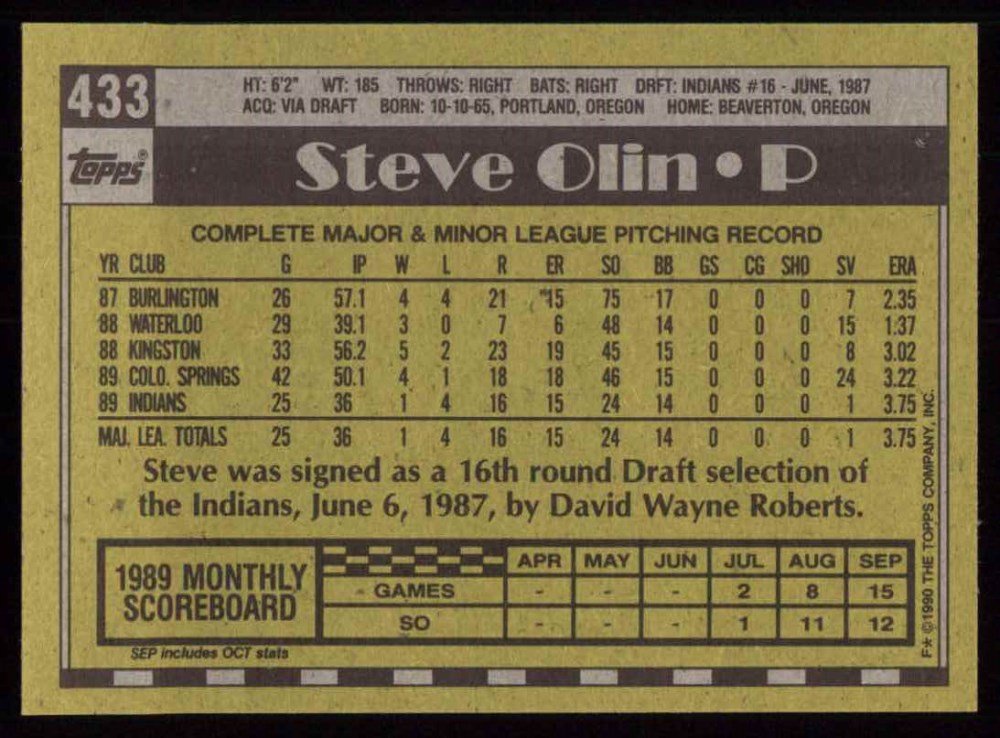 433
HT: 6'2" WT: 185 THROWS: RIGHT BATS: RIGHT DRFT: INDIANS #16 - JUNE, 1987
ACQ: VIA DRAFT BORN: 10-10-65, PORTLAND, OREGON HOME: BEAVERTON, OREGON
Topps®
Steve Olin • P
COMPLETE MAJOR & MINOR LEAGUE PITCHING RECORD
YR CLUB G IP W L R ER SO BB GS CG SHO SV ERA
87 BURLINGTON 26 57.1 4 4 21 15 75 17 0 0 0 7 2.35
88 WATERLOO 29 39.1 3 0 7 6 48 14 0 0 0 15 1.37
88 KINGSTON 33 56.2 5 2 23 19 45 15 0 0 0 8 3.02
89 COLO. SPRINGS 42 50.1 4 1 18 18 46 15 0 0 0 24 3.22
89 INDIANS 25 36 1 4 16 15 24 14 0 0 0 1 3.75
MAJ. LEA. TOTALS 25 36 1 4 16 15 24 14 0 0 0 1 3.75
Steve was signed as a 16th round Draft selection of
the Indians, June 6, 1987, by David Wayne Roberts.
1989 MONTHLY
SCOREBOARD
APR MAY JUN JUL AUG SEP
GAMES - - - 2 8 15
SO - - - 1 11 12
SEP includes OCT stats
F* ©1990 THE TOPPS COMPANY, INC.